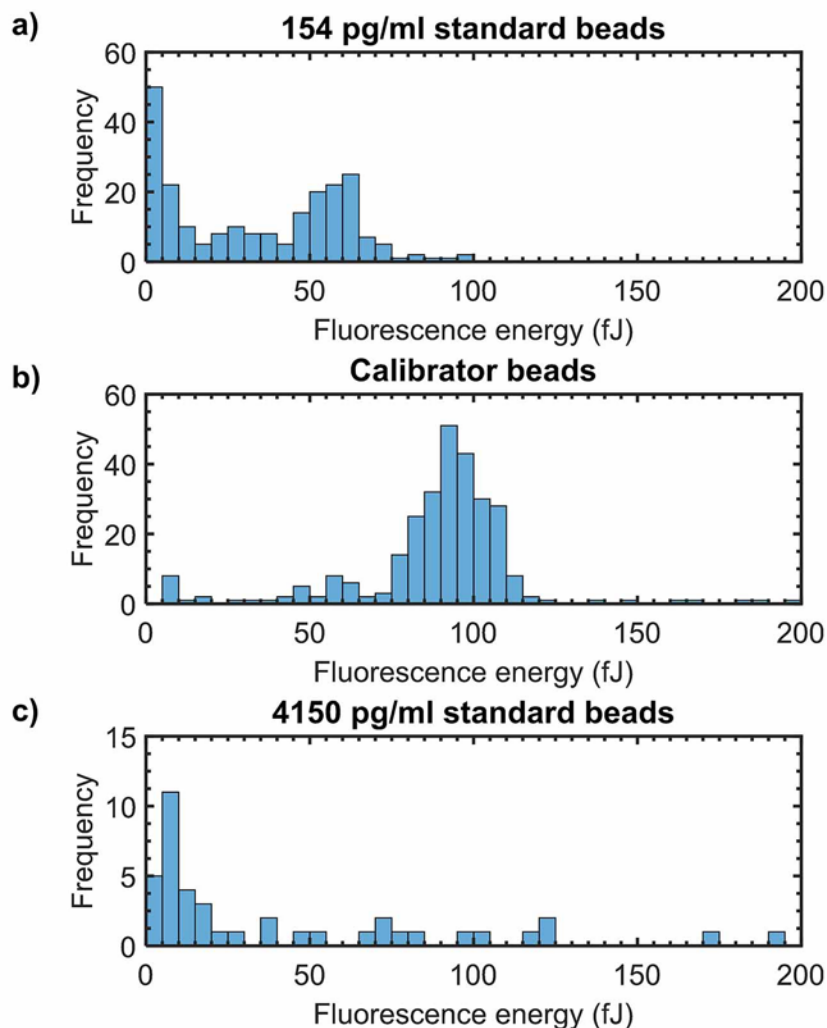 a)
154 pg/ml standard beads
60
40
20
0
Frequency
0 50 100 150 200
Fluorescence energy (fJ)
b)
Calibrator beads
60
40
20
0
Frequency
0 50 100 150 200
Fluorescence energy (fJ)
c)
4150 pg/ml standard beads
15
10
5
0
Frequency
0 50 100 150 200
Fluorescence energy (fJ)